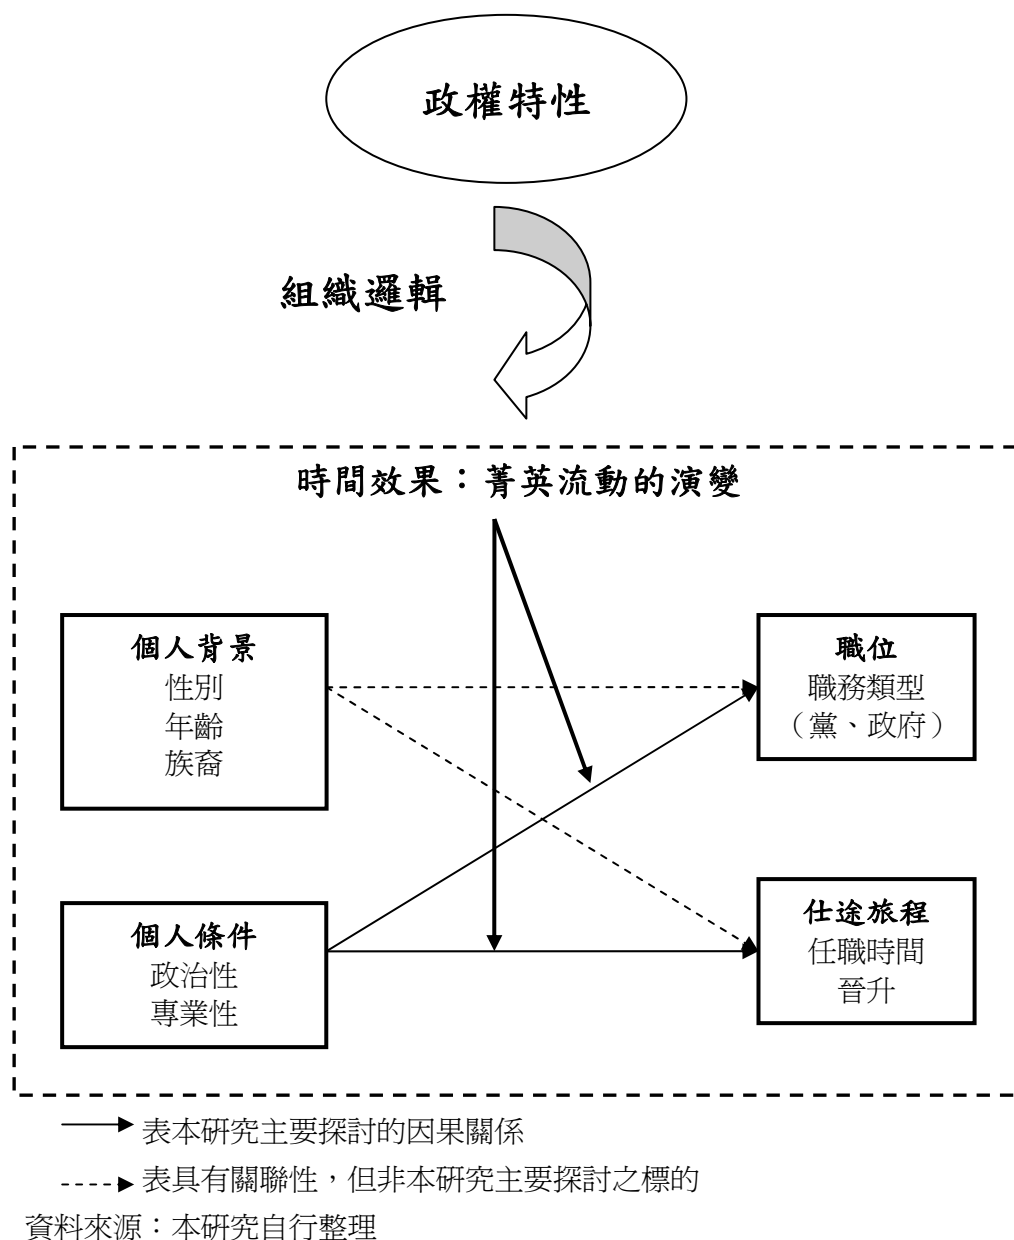 政權特性
組織邏輯
時間效果：菁英流動的演變
個人背景
性別
年齡
族裔
職位
職務類型
（黨、政府）
個人條件
政治性
專業性
仕途旅程
任職時間
晉升
表本研究主要探討的因果關係
表具有關聯性，但非本研究主要探討之標的
資料來源：本研究自行整理